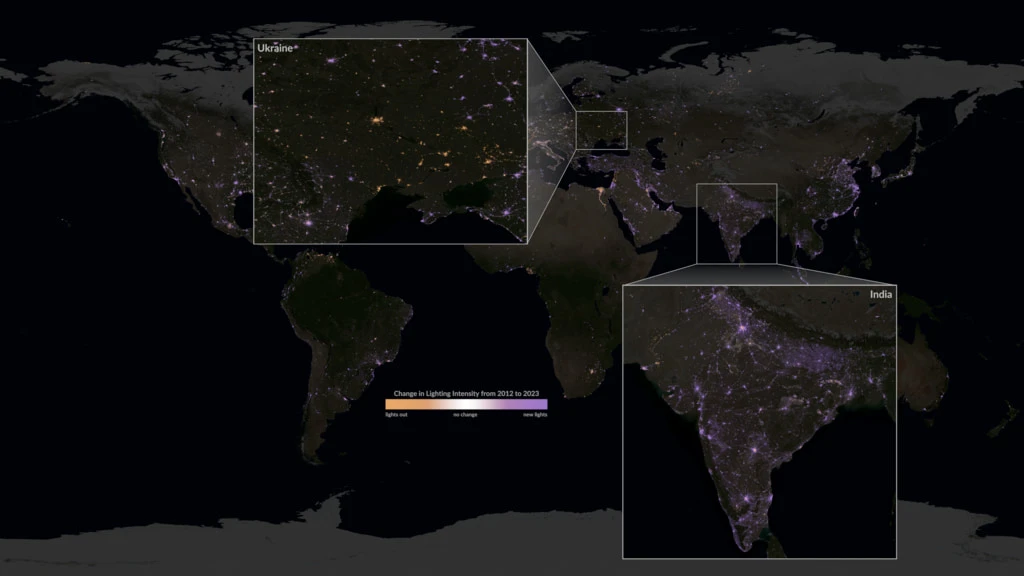 Ukraine
India
Change in Lighting Intensity from 2012 to 2023
lights out no change new lights